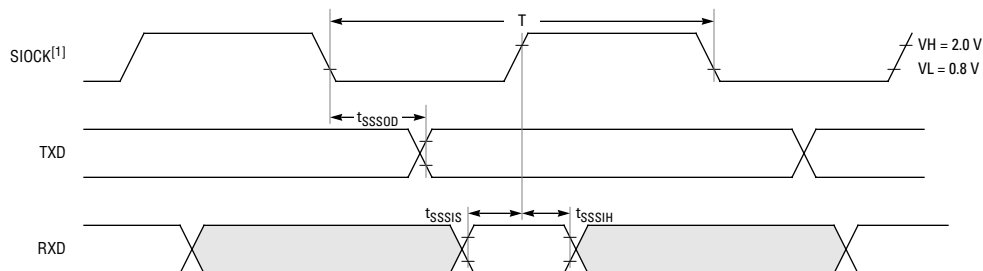 T
SIOCK[1]
VH = 2.0 V
VL = 0.8 V
tSSSOD
TXD
tSSSIS
tSSSIH
RXD